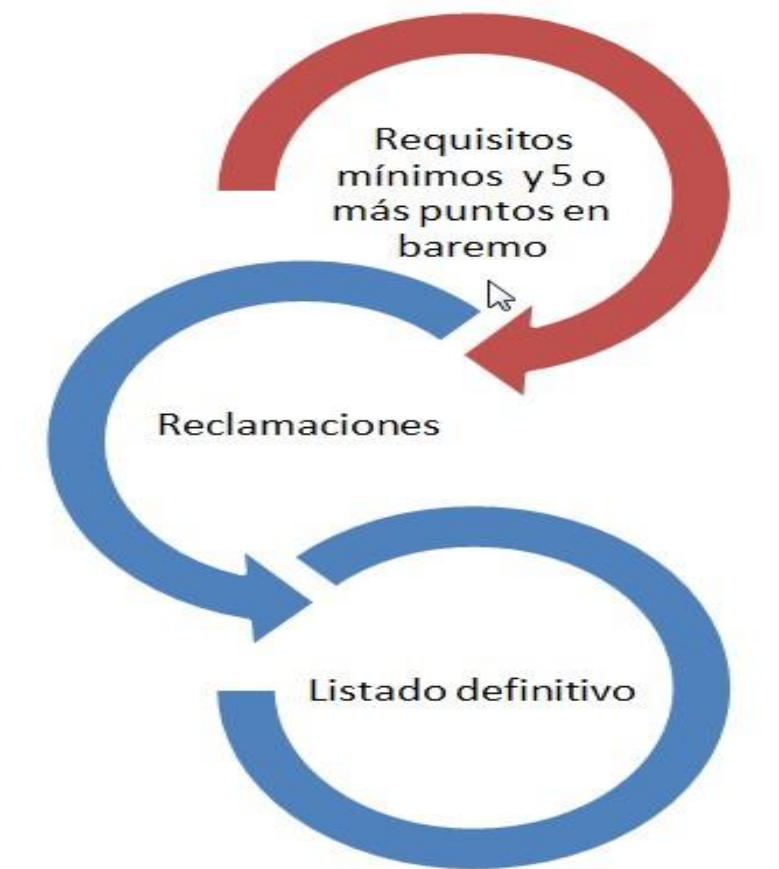 Requisitos
mínimos y 5 o
más puntos en
baremo
Reclamaciones
Listado definitivo